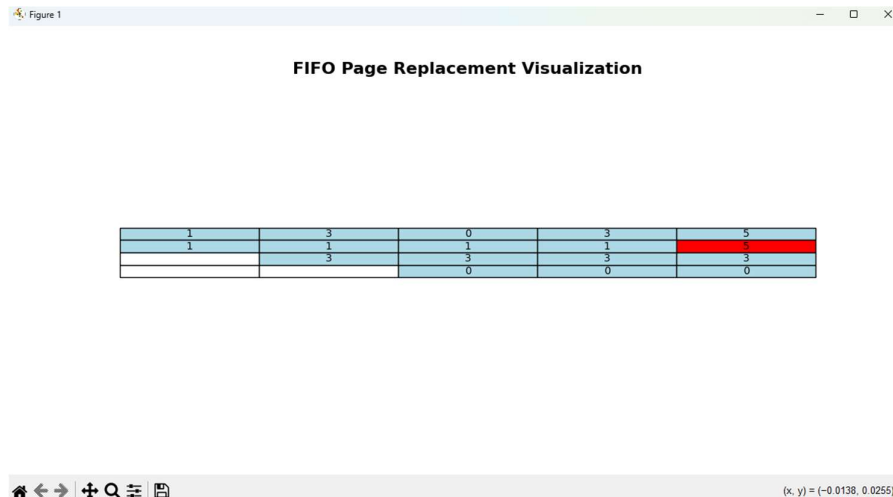 Figure 1
FIFO Page Replacement Visualization
1 3 0 3 5
1 1 1 1 5
3 3 3 3
0 0 0
(x, y) = (−0.0138, 0.0255)